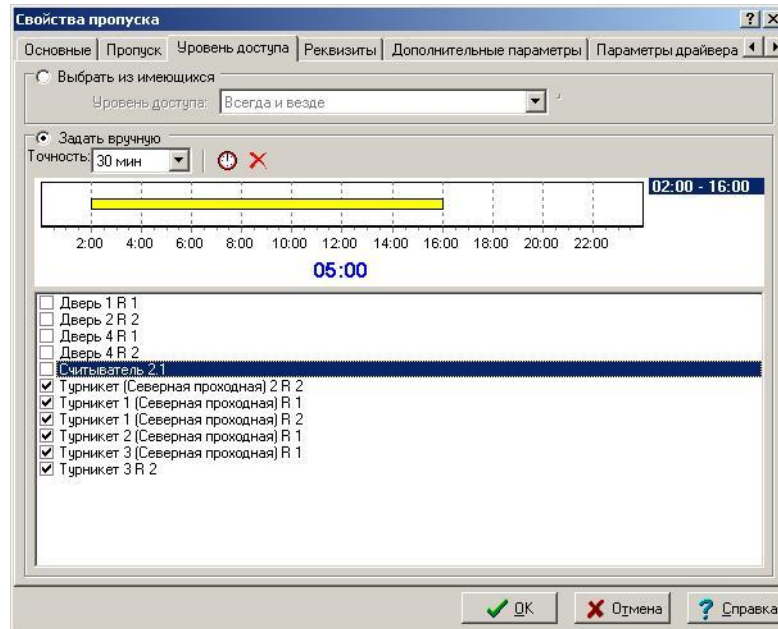 Свойства пропуска
Основные Пропуск Уровень доступа Реквизиты Дополнительные параметры Параметры драйвера
Выбрать из имеющихся
Уровень доступа: Всегда и везде
Задать вручную
Точность: 30 мин
02:00 - 16:00
2:00 4:00 6:00 8:00 10:00 12:00 14:00 16:00 18:00 20:00 22:00
05:00
Дверь 1 R 1
Дверь 2 R 2
Дверь 4 R 1
Дверь 4 R 2
Считыватель 2.1
Турникет (Северная проходная) 2 R 2
Турникет 1 (Северная проходная) R 1
Турникет 1 (Северная проходная) R 2
Турникет 2 (Северная проходная) R 1
Турникет 3 (Северная проходная) R 1
Турникет 3 R 2
OK Отмена Справка